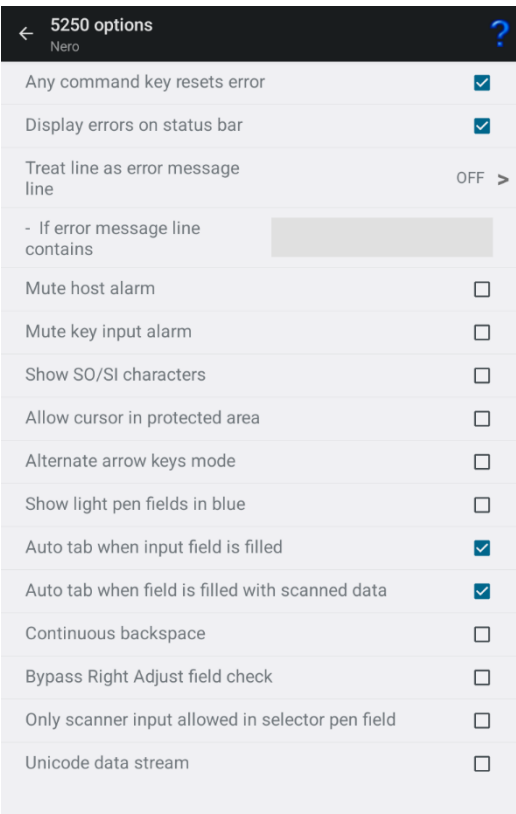 5250 options
?
Nero
Any command key resets error
Display errors on status bar
Treat line as error message
line
OFF >
- If error message line
contains
Mute host alarm
Mute key input alarm
Show SO/SI characters
Allow cursor in protected area
Alternate arrow keys mode
Show light pen fields in blue
Auto tab when input field is filled
Auto tab when field is filled with scanned data
Continuous backspace
Bypass Right Adjust field check
Only scanner input allowed in selector pen field
Unicode data stream